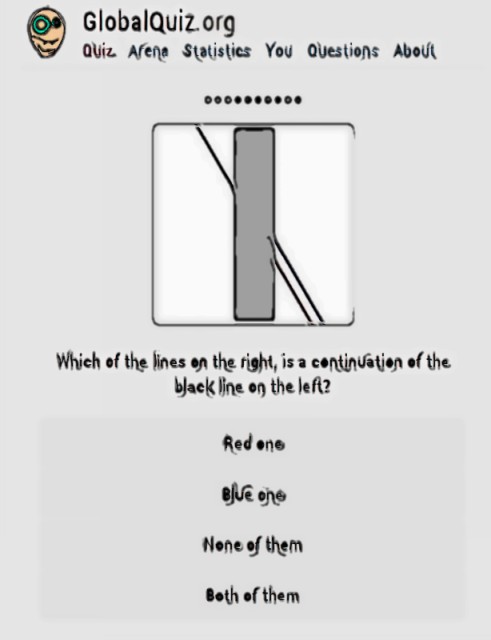 GlobalQuiz.org
Quiz Arena Statistics You Questions About
Which of the lines on the right, is a continuation of the
black line on the left?
Red one
Blue one
None of them
Both of them